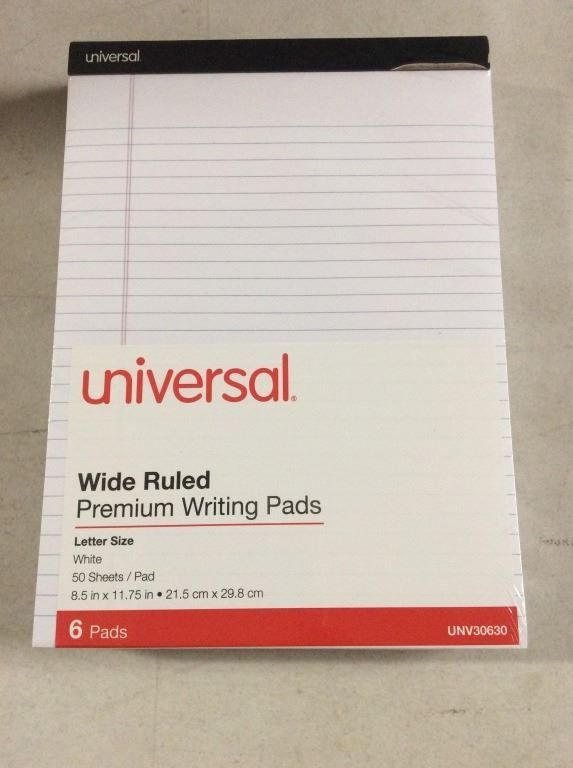 universal
universal®
Wide Ruled
Premium Writing Pads
Letter Size
White
50 Sheets / Pad
8.5 in x 11.75 in • 21.5 cm x 29.8 cm
6 Pads UNV30630